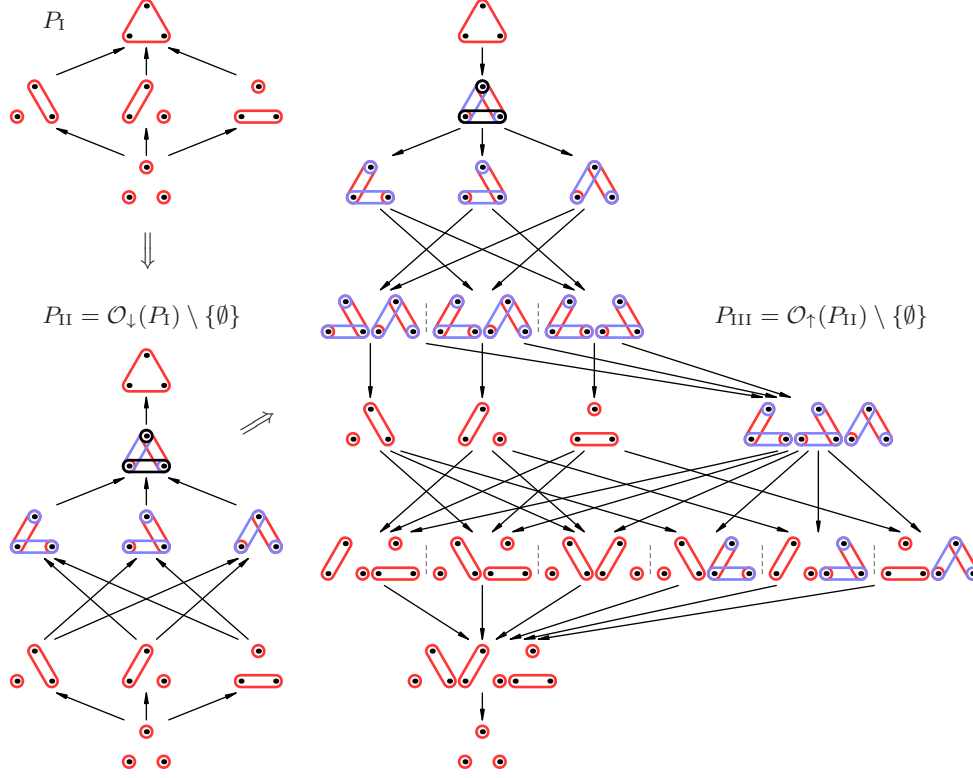 P_I
P_II = O_↓(P_I) \ {∅}
P_III = O_↑(P_II) \ {∅}